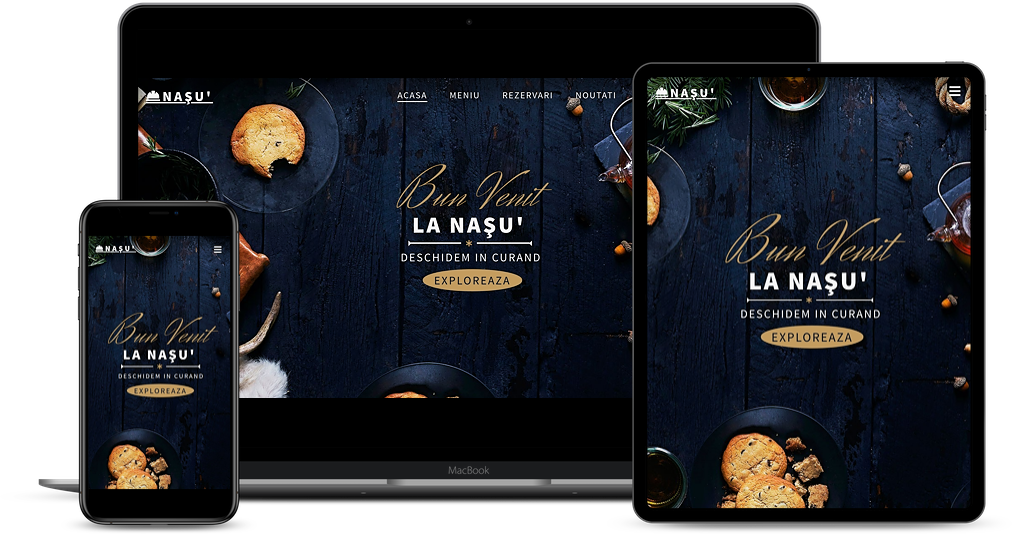 NAŞU'
ACASA MENIU REZERVARI NOUTATI
Bun Venit
LA NAŞU'
DESCHIDEM IN CURAND
EXPLOREAZA
MacBook
NAŞU'
Bun Venit
LA NAŞU'
DESCHIDEM IN CURAND
EXPLOREAZA
NAŞU'
Bun Venit
LA NAŞU'
DESCHIDEM IN CURAND
EXPLOREAZA